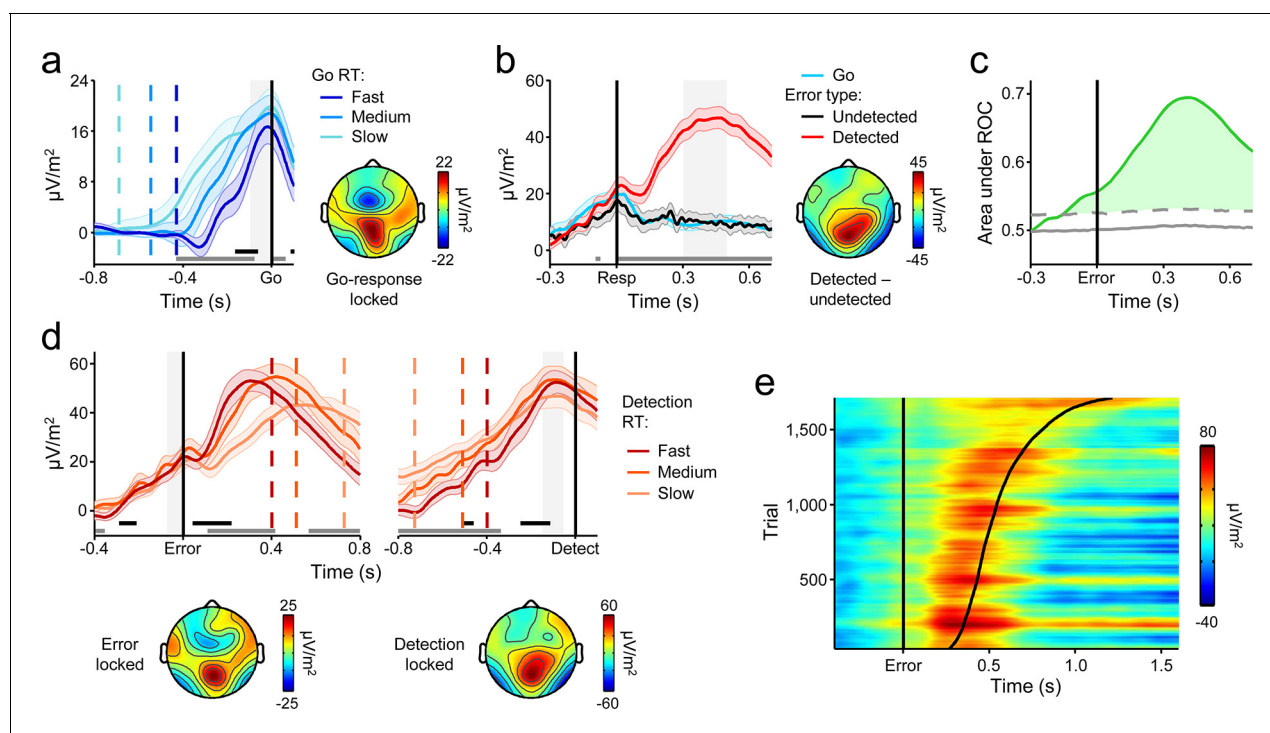 a
24
16
8
0
µV/m²
-0.8
-0.4
Go
Time (s)
Go RT:
Fast
Medium
Slow
22
-22
µV/m²
Go-response
locked
b
60
40
20
0
µV/m²
-0.3
Resp
0.3
0.6
Time (s)
Go
Error type:
Undetected
Detected
45
-45
µV/m²
Detected –
undetected
c
0.7
0.6
0.5
Area under ROC
-0.3
Error
0.3
0.6
Time (s)
d
60
40
20
0
µV/m²
-0.4
Error
0.4
0.8
Time (s)
-0.8
-0.4
Detect
Time (s)
Detection
RT:
Fast
Medium
Slow
Error
locked
25
-25
µV/m²
Detection
locked
60
-60
µV/m²
e
1,500
1,000
500
Trial
Error
0.5
1.0
1.5
Time (s)
80
-40
µV/m²